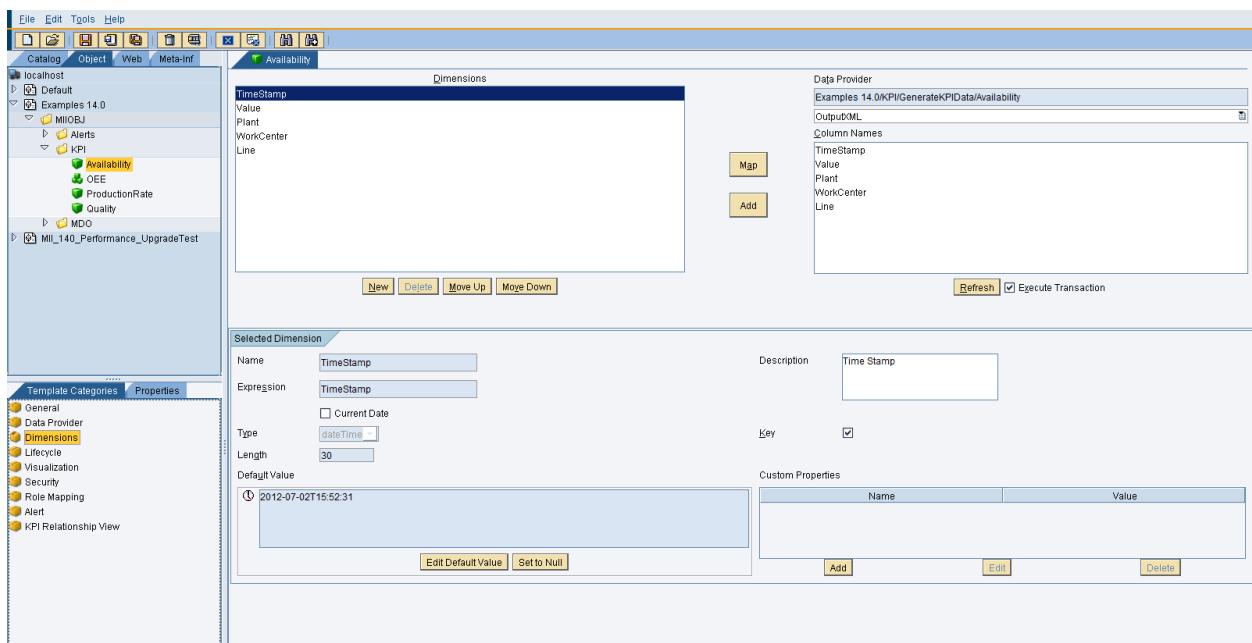 File Edit Tools Help
Catalog Object Web Meta-Inf
localhost
Default
Examples 14.0
MIIOBJ
Alerts
KPI
Availability
OEE
ProductionRate
Quality
MDO
MII_140_Performance_UpgradeTest
Template Categories Properties
General
Data Provider
Dimensions
Lifecycle
Visualization
Security
Role Mapping
Alert
KPI Relationship View
Availability
Dimensions
TimeStamp
Value
Plant
WorkCenter
Line
New Delete Move Up Move Down
Map
Add
Data Provider
Examples 14.0/KPI/GenerateKPIData/Availability
OutputXML
Column Names
TimeStamp
Value
Plant
WorkCenter
Line
Refresh Execute Transaction
Selected Dimension
Name TimeStamp
Expression TimeStamp
Current Date
Type dateTime
Length 30
Default Value
2012-07-02T15:52:31
Edit Default Value Set to Null
Description Time Stamp
Key
Custom Properties
Name Value
Add Edit Delete